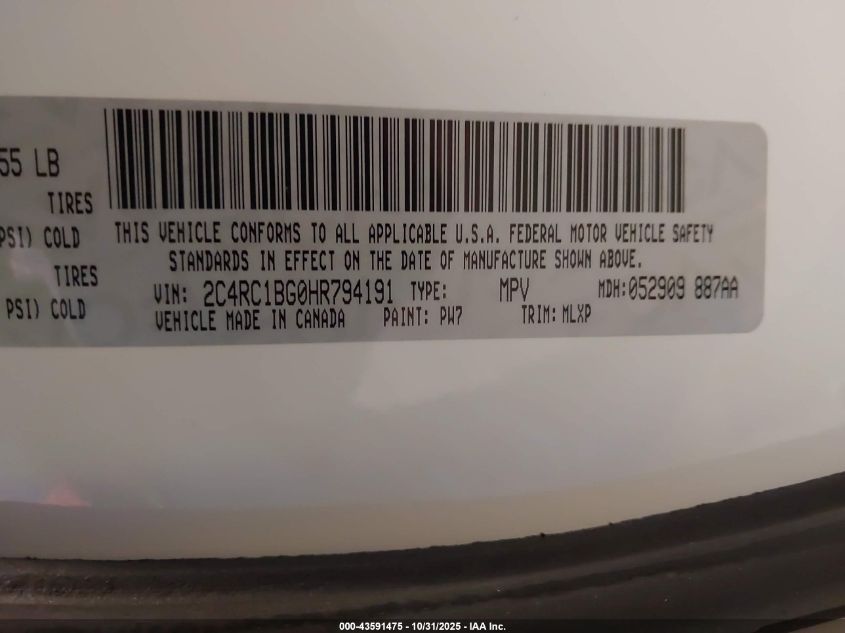 55 LB
TIRES
PSI) COLD
TIRES
PSI) COLD
THIS VEHICLE CONFORMS TO ALL APPLICABLE U.S.A. FEDERAL MOTOR VEHICLE SAFETY
STANDARDS IN EFFECT ON THE DATE OF MANUFACTURE SHOWN ABOVE.
VIN: 2C4RC1BG0HR794191 TYPE: MPV MDH:052909 887AA
VEHICLE MADE IN CANADA PAINT: PW7 TRIM: MLXP
000-43591475 - 10/31/2025 - IAA Inc.